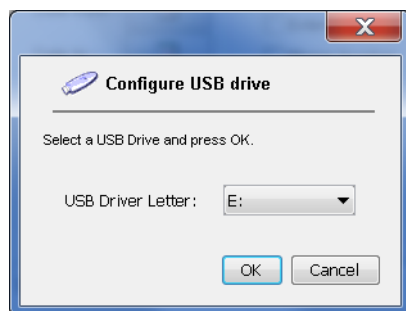 Configure USB drive
Select a USB Drive and press OK.
USB Driver Letter: E:
OK Cancel